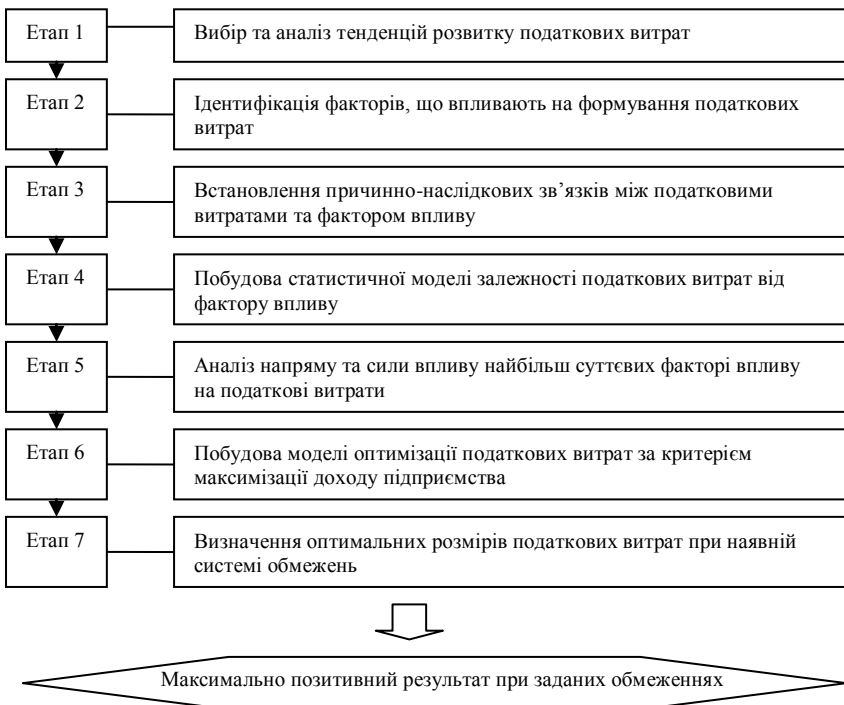 Етап 1
Вибір та аналіз тенденцій розвитку податкових витрат
Етап 2
Ідентифікація факторів, що впливають на формування податкових
витрат
Етап 3
Встановлення причинно-наслідкових зв’язків між податковими
витратами та фактором впливу
Етап 4
Побудова статистичної моделі залежності податкових витрат від
фактору впливу
Етап 5
Аналіз напряму та сили впливу найбільш суттєвих факторі впливу
на податкові витрати
Етап 6
Побудова моделі оптимізації податкових витрат за критерієм
максимізації доходу підприємства
Етап 7
Визначення оптимальних розмірів податкових витрат при наявній
системі обмежень
Максимально позитивний результат при заданих обмеженнях